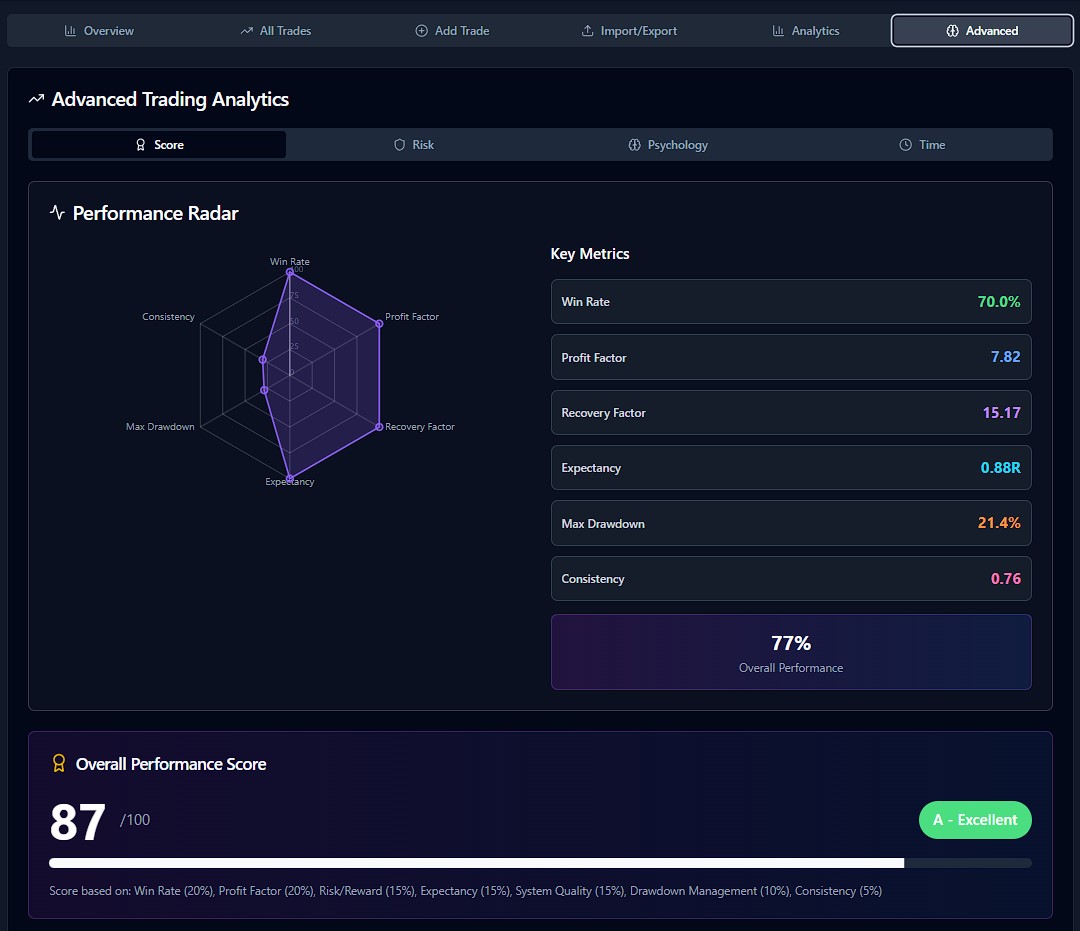 Overview All Trades Add Trade Import/Export Analytics Advanced
Advanced Trading Analytics
Score Risk Psychology Time
Performance Radar
Key Metrics
Win Rate
100
75
50
25
0
Consistency
Profit Factor
Max Drawdown
Recovery Factor
Expectancy
Win Rate 70.0%
Profit Factor 7.82
Recovery Factor 15.17
Expectancy 0.88R
Max Drawdown 21.4%
Consistency 0.76
77%
Overall Performance
Overall Performance Score
87 /100
A - Excellent
Score based on: Win Rate (20%), Profit Factor (20%), Risk/Reward (15%), Expectancy (15%), System Quality (15%), Drawdown Management (10%), Consistency (5%)